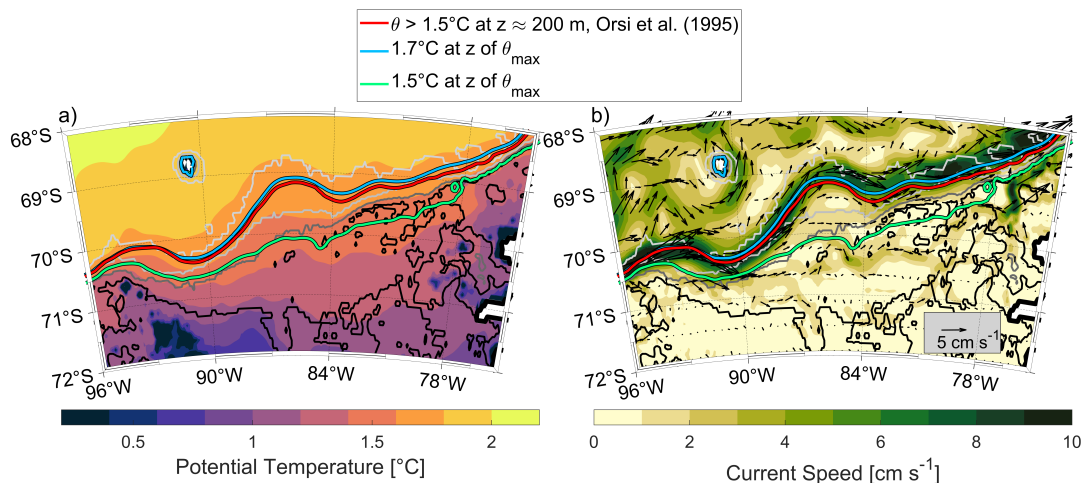 θ > 1.5°C at z ≈ 200 m, Orsi et al. (1995)
1.7°C at z of θmax
1.5°C at z of θmax
a)
68°S
69°S
70°S
71°S
72°S
96°W
90°W
84°W
78°W
0.5
1
1.5
2
Potential Temperature [°C]
b)
68°S
69°S
70°S
71°S
72°S
96°W
90°W
84°W
78°W
5 cm s-1
0
2
4
6
8
10
Current Speed [cm s-1]